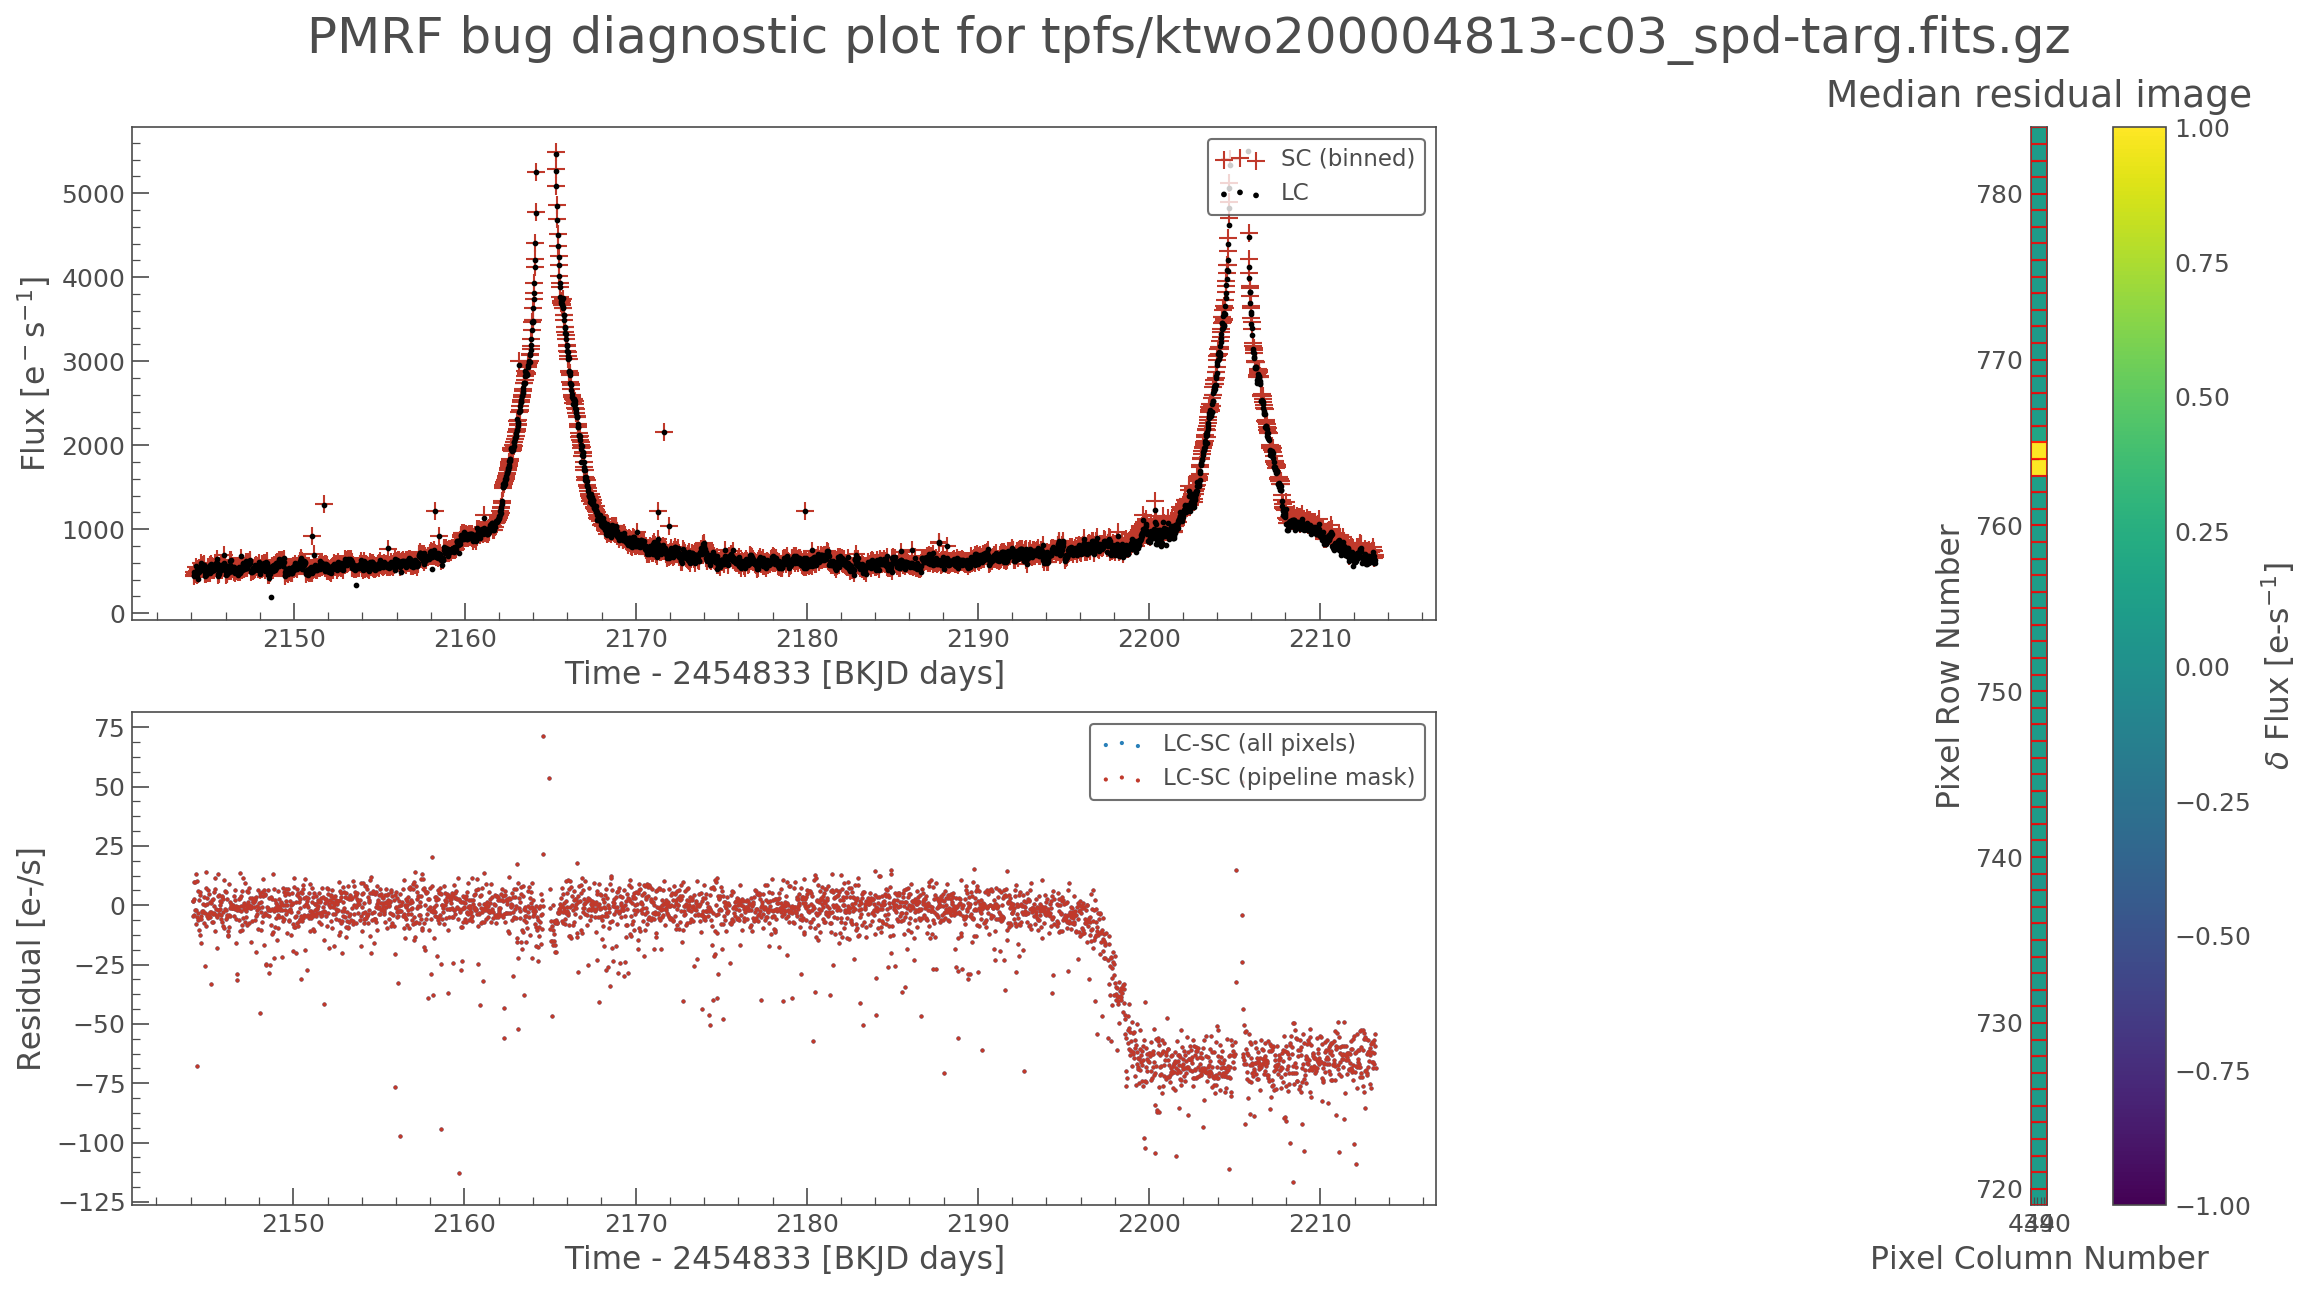 PMRF bug diagnostic plot for tpfs/ktwo200004813-c03_spd-targ.fits.gz
Flux [e⁻ s⁻¹]
5000
4000
3000
2000
1000
0
SC (binned)
LC
2150 2160 2170 2180 2190 2200 2210
Time - 2454833 [BKJD days]
Residual [e-/s]
75
50
25
0
−25
−50
−75
−100
−125
LC-SC (all pixels)
LC-SC (pipeline mask)
2150 2160 2170 2180 2190 2200 2210
Time - 2454833 [BKJD days]
Median residual image
Pixel Row Number
780
770
760
750
740
730
720
439 440
Pixel Column Number
1.00
0.75
0.50
0.25
0.00
−0.25
−0.50
−0.75
−1.00
δ Flux [e-s⁻¹]